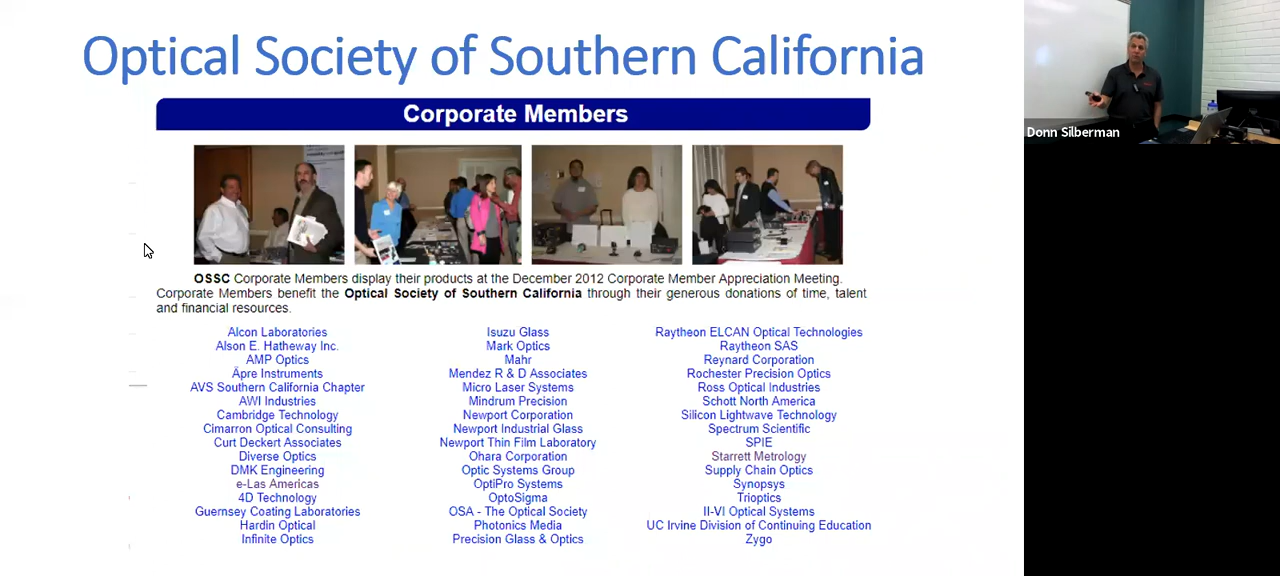 Optical Society of Southern California
Corporate Members
OSSC Corporate Members display their products at the December 2012 Corporate Member Appreciation Meeting.
Corporate Members benefit the Optical Society of Southern California through their generous donations of time, talent
and financial resources.
Alcon Laboratories
Alson E. Hatheway Inc.
AMP Optics
Äpre Instruments
AVS Southern California Chapter
AWI Industries
Cambridge Technology
Cimarron Optical Consulting
Curt Deckert Associates
Diverse Optics
DMK Engineering
e-Las Americas
4D Technology
Guernsey Coating Laboratories
Hardin Optical
Infinite Optics
Isuzu Glass
Mark Optics
Mahr
Mendez R & D Associates
Micro Laser Systems
Mindrum Precision
Newport Corporation
Newport Industrial Glass
Newport Thin Film Laboratory
Ohara Corporation
Optic Systems Group
OptiPro Systems
OptoSigma
OSA - The Optical Society
Photonics Media
Precision Glass & Optics
Raytheon ELCAN Optical Technologies
Raytheon SAS
Reynard Corporation
Rochester Precision Optics
Ross Optical Industries
Schott North America
Silicon Lightwave Technology
Spectrum Scientific
SPIE
Starrett Metrology
Supply Chain Optics
Synopsys
Trioptics
II-VI Optical Systems
UC Irvine Division of Continuing Education
Zygo
Donn Silberman